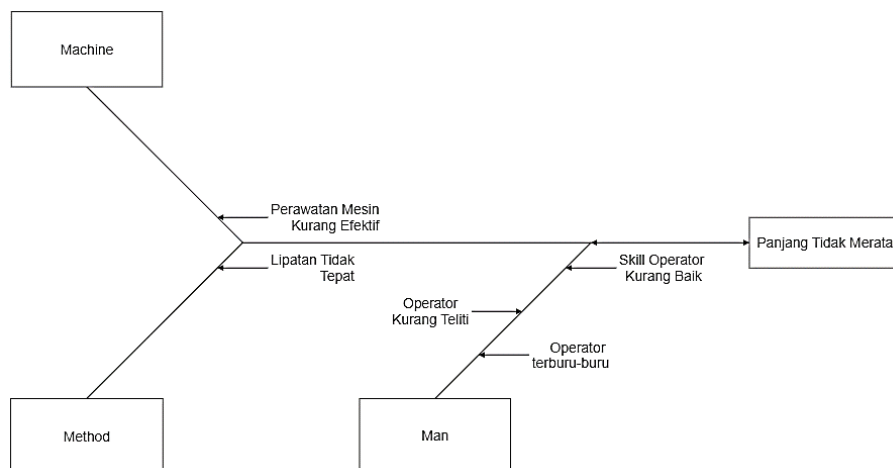 Machine
Perawatan Mesin
Kurang Efektif
Panjang Tidak Merata
Lipatan Tidak
Tepat
Skill Operator
Kurang Baik
Operator
Kurang Teliti
Operator
terburu-buru
Method
Man